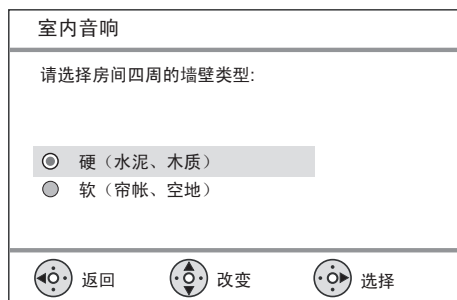 室内音响
请选择房间四周的墙壁类型:
硬（水泥、木质）
软（帘帐、空地）
返回 改变 选择